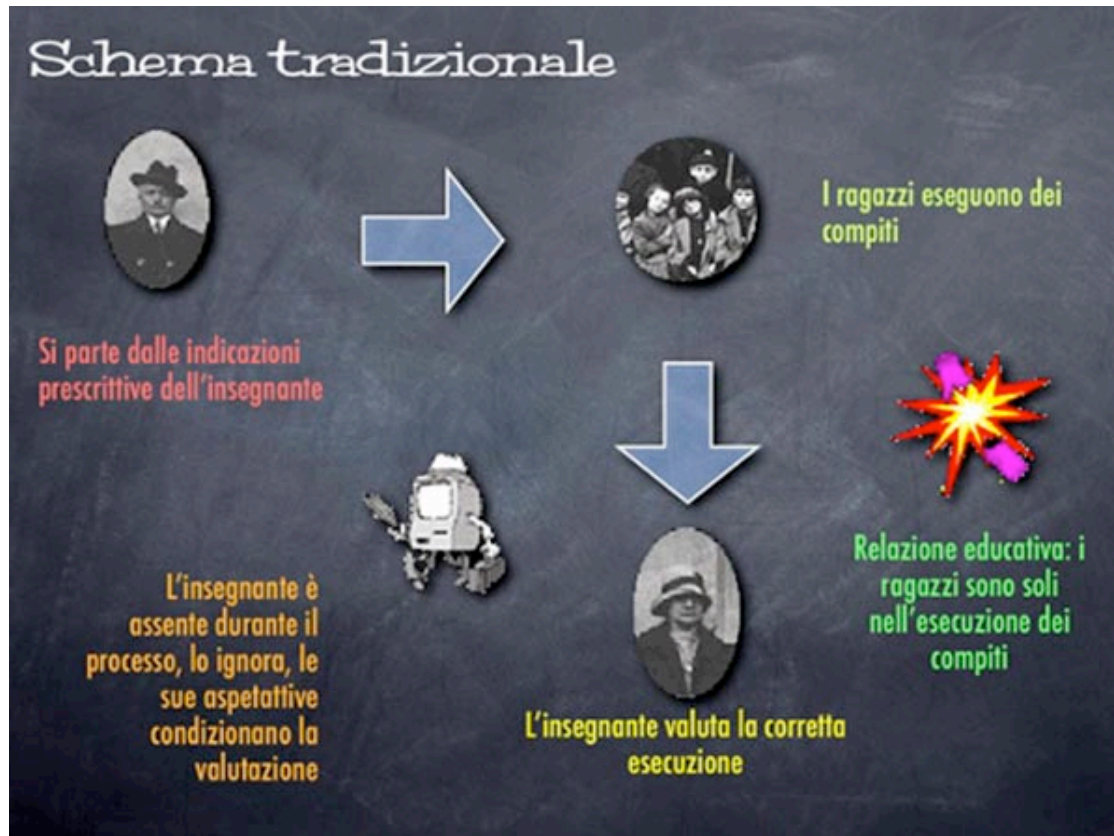 Schema tradizionale
I ragazzi eseguono dei
compiti
Si parte dalle indicazioni
prescrittive dell'insegnante
Relazione educativa: i
ragazzi sono soli
nell'esecuzione dei
compiti
L'insegnante è
assente durante il
processo, lo ignora, le
sue aspetattive
condizionano la
valutazione
L'insegnante valuta la corretta
esecuzione